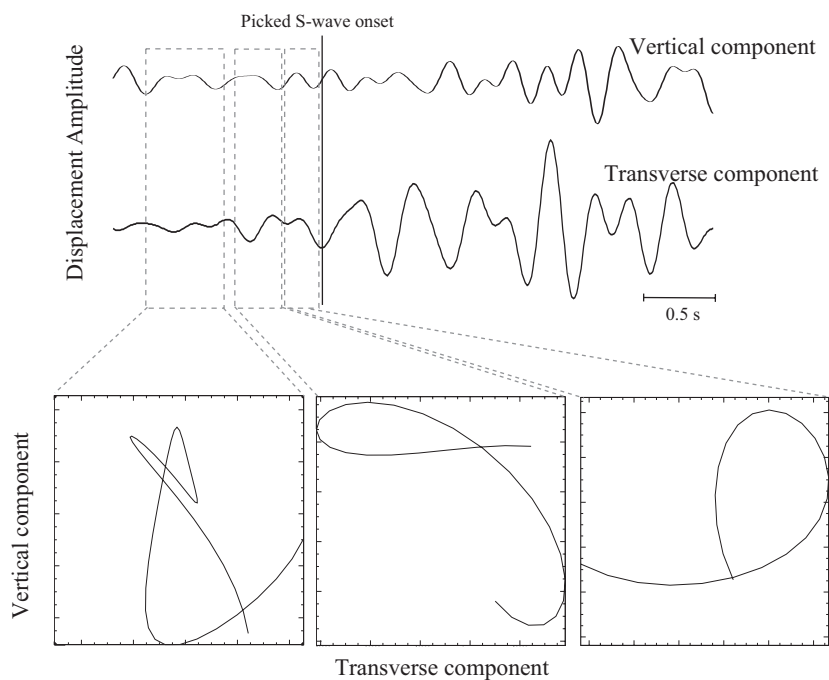 Picked S-wave onset
Vertical component
Displacement Amplitude
Transverse component
0.5 s
Vertical component
Transverse component